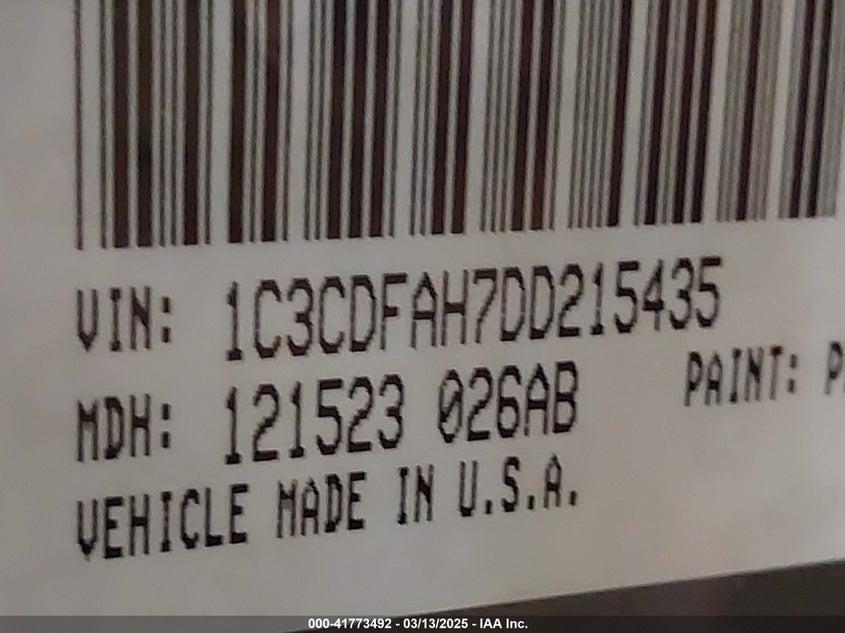 VIN: 1C3CDFAH7DD215435
MDH: 121523 026AB PAINT: P
VEHICLE MADE IN U.S.A.
000-41773492 - 03/13/2025 - IAA Inc.